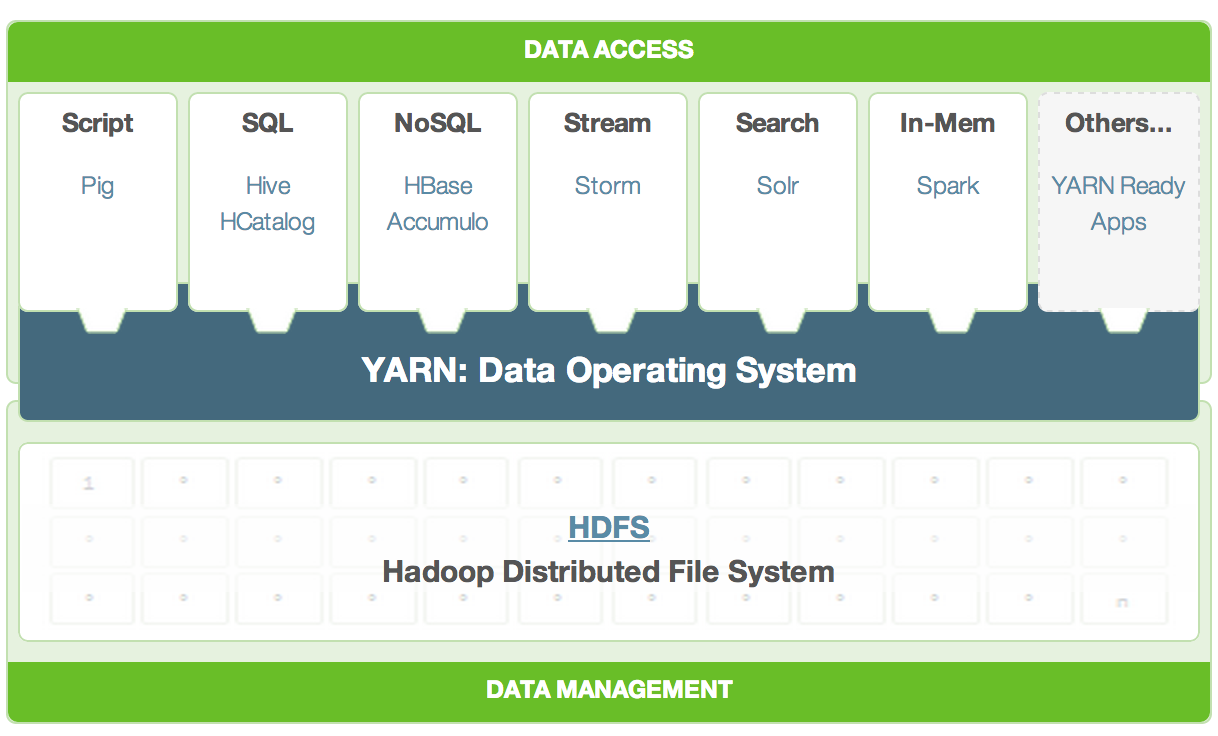 DATA ACCESS
Script
Pig
SQL
Hive
HCatalog
NoSQL
HBase
Accumulo
Stream
Storm
Search
Solr
In-Mem
Spark
Others...
YARN Ready
Apps
YARN: Data Operating System
1
HDFS
Hadoop Distributed File System
n
DATA MANAGEMENT